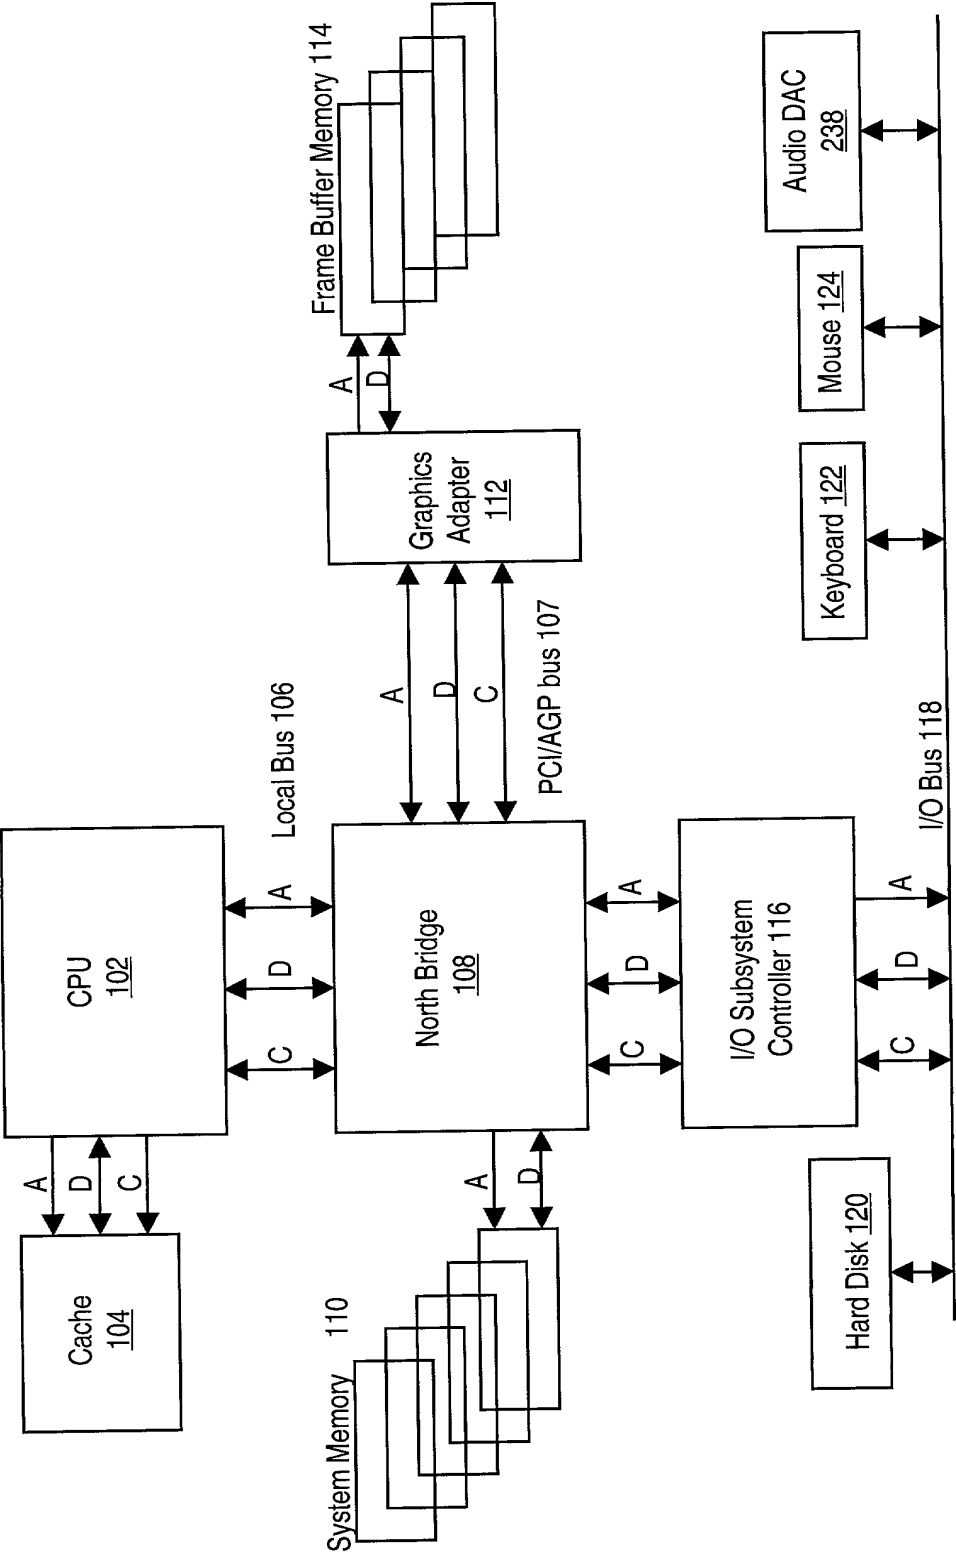 Cache
104
A
D
C
CPU
102
C
D
A
Local Bus 106
System Memory 110
A
D
North Bridge
108
A
D
C
PCI/AGP bus 107
Graphics
Adapter
112
A
D
Frame Buffer Memory 114
C
D
A
I/O Subsystem
Controller 116
C
D
A
I/O Bus 118
Hard Disk 120
Keyboard 122
Mouse 124
Audio DAC
238